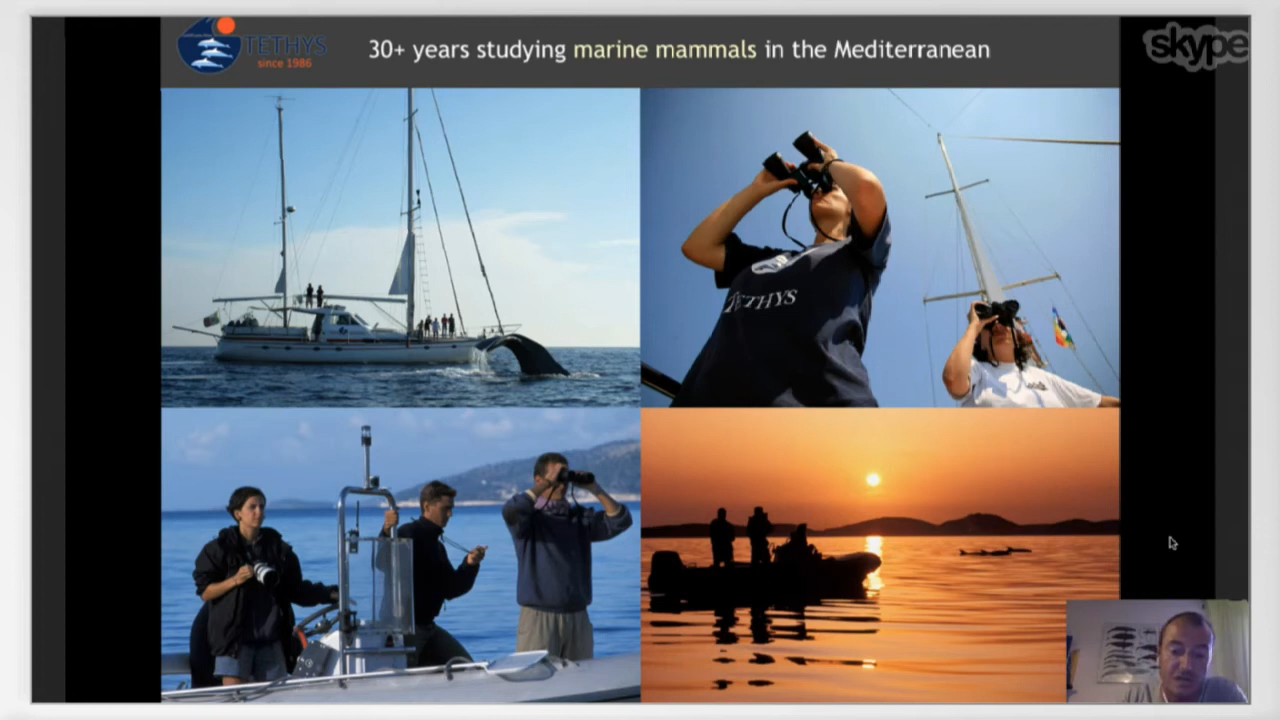 TETHYS
since 1986
30+ years studying marine mammals in the Mediterranean
skype
TETHYS